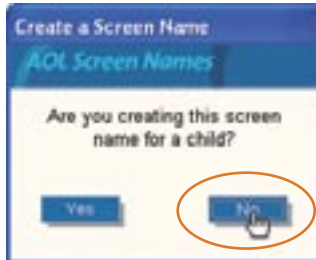 Create a Screen Name
AOL Screen Names
Are you creating this screen
name for a child?
Yes
No